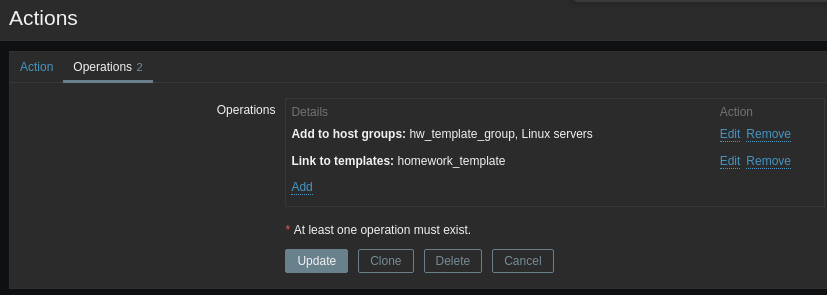 Actions
Action Operations 2
Operations Details Action
Add to host groups: hw_template_group, Linux servers Edit Remove
Link to templates: homework_template Edit Remove
Add
* At least one operation must exist.
Update Clone Delete Cancel